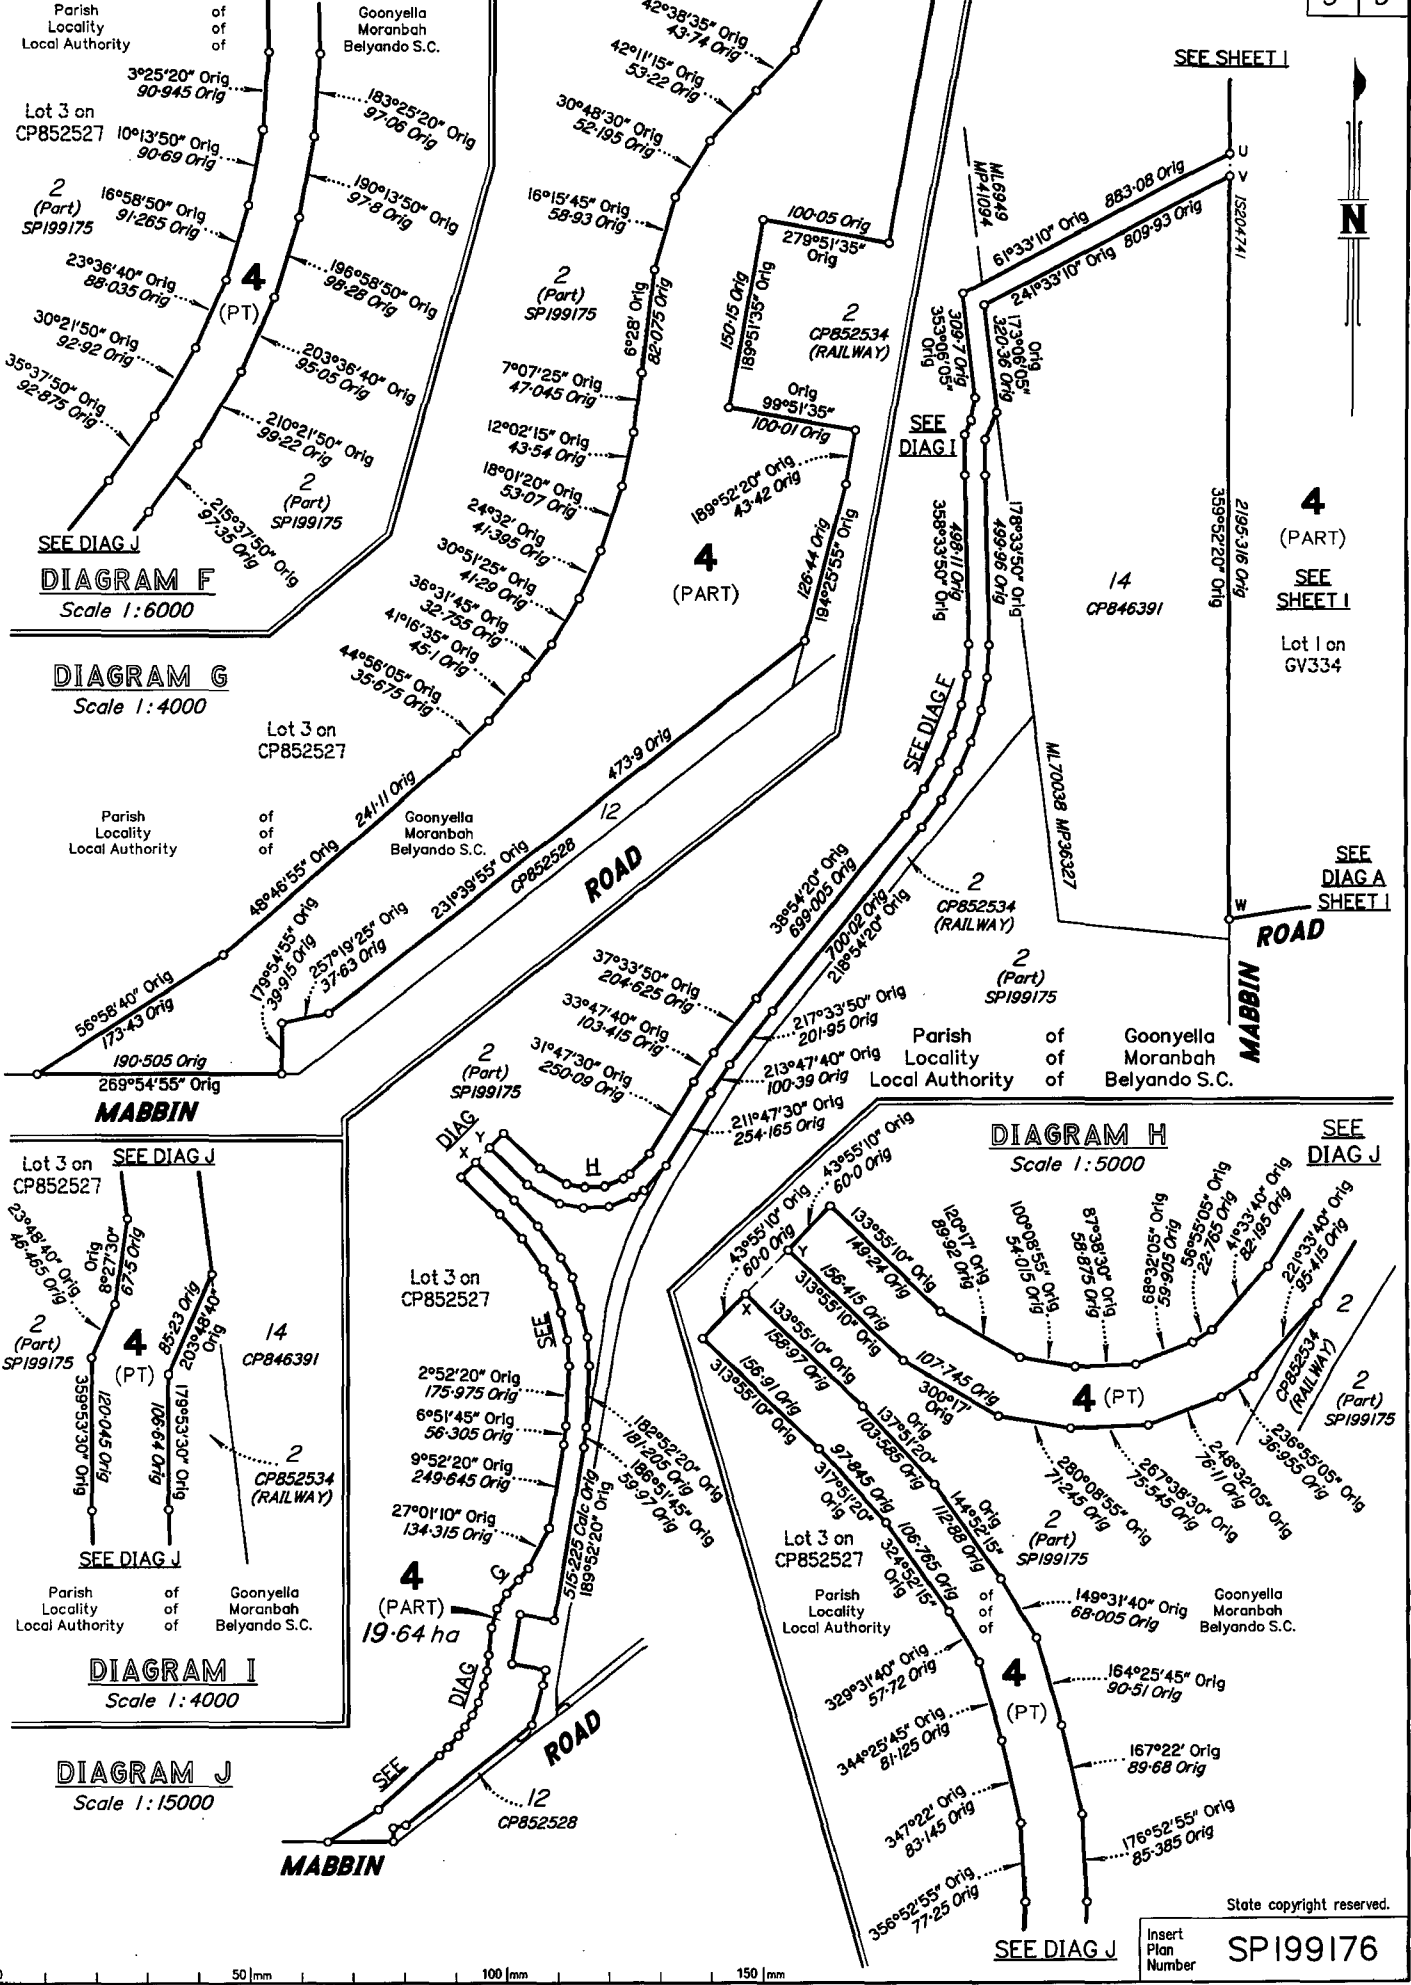 Parish of Goonyella
Locality of Moranbah
Local Authority of Belyando S.C.
3°25'20" Orig
90·945 Orig
183°25'20" Orig
97·06 Orig
Lot 3 on
CP852527
10°13'50" Orig
90·69 Orig
190°13'50" Orig
97·8 Orig
2
(Part)
SP199175
16°58'50" Orig
91·265 Orig
196°58'50" Orig
98·28 Orig
23°36'40" Orig
88·035 Orig
4
(PT)
30°21'50" Orig
92·92 Orig
203°36'40" Orig
95·05 Orig
35°37'50" Orig
92·875 Orig
210°21'50" Orig
99·22 Orig
2
(Part)
SP199175
215°37'50" Orig
97·35 Orig
SEE DIAG J
DIAGRAM F
Scale 1:6000
42°38'35" Orig
43·74 Orig
42°11'15" Orig
53·22 Orig
30°48'30" Orig
52·195 Orig
16°15'45" Orig
58·93 Orig
2
(Part)
SP199175
6°28' Orig
82·075 Orig
7°07'25" Orig
47·045 Orig
12°02'15" Orig
43·54 Orig
18°01'20" Orig
53·07 Orig
24°32' Orig
41·395 Orig
30°51'25" Orig
41·29 Orig
36°31'45" Orig
32·755 Orig
41°16'35" Orig
45·1 Orig
44°56'05" Orig
35·675 Orig
100·05 Orig
279°51'35"
Orig
150·15 Orig
189°51'35" Orig
2
CP852534
(RAILWAY)
Orig
99°51'35"
100·01 Orig
189°52'20" Orig
43·42 Orig
4
(PART)
126·44 Orig
194°25'55" Orig
DIAGRAM G
Scale 1:4000
Lot 3 on
CP852527
Parish of Goonyella
Locality of Moranbah
Local Authority of Belyando S.C.
241·11 Orig
48°46'55" Orig
473·9 Orig
231°39'55" Orig
12
CP852528
ROAD
179°54'55" Orig
39·915 Orig
257°19'25" Orig
37·63 Orig
56°58'40" Orig
173·43 Orig
190·505 Orig
269°54'55" Orig
MABBIN
SEE SHEET 1
U
V
IS204741
N
ML6949
MP41094
61°33'10" Orig 883·08 Orig
241°33'10" Orig 809·93 Orig
309·7 Orig
353°06'05"
Orig
Orig
173°06'05"
320·36 Orig
SEE
DIAG I
498·11 Orig
358°33'50" Orig
178°33'50" Orig
499·96 Orig
14
CP846391
2195·316 Orig
359°52'20" Orig
4
(PART)
SEE
SHEET 1
Lot 1 on
GV334
SEE DIAG F
ML70038 MP36327
SEE
DIAG A
SHEET 1
W
ROAD
MABBIN
38°54'20" Orig
699·005 Orig
700·02 Orig
218°54'20" Orig
2
CP852534
(RAILWAY)
2
(Part)
SP199175
37°33'50" Orig
204·625 Orig
33°47'40" Orig
103·415 Orig
31°47'30" Orig
250·09 Orig
217°33'50" Orig
201·95 Orig
213°47'40" Orig
100·39 Orig
211°47'30" Orig
254·165 Orig
Parish of Goonyella
Locality of Moranbah
Local Authority of Belyando S.C.
2
(Part)
SP199175
DIAG
H
X
Y
Lot 3 on
CP852527
SEE
2°52'20" Orig
175·975 Orig
6°51'45" Orig
56·305 Orig
9°52'20" Orig
249·645 Orig
27°01'10" Orig
134·315 Orig
182°52'20" Orig
181·205 Orig
186°51'45" Orig
59·97 Orig
515·225 Calc Orig
189°52'20" Orig
G
4
(PART)
19·64 ha
DIAG
SEE
ROAD
12
CP852528
MABBIN
Lot 3 on
CP852527
SEE DIAG J
23°48'40" Orig
46·465 Orig
Orig
8°27'30"
67·5 Orig
2
(Part)
SP199175
4
(PT)
85·23 Orig
203°48'40"
Orig
14
CP846391
120·045 Orig
359°53'30" Orig
179°53'30" Orig
106·64 Orig
2
CP852534
(RAILWAY)
SEE DIAG J
Parish of Goonyella
Locality of Moranbah
Local Authority of Belyando S.C.
DIAGRAM I
Scale 1:4000
DIAGRAM J
Scale 1:15000
DIAGRAM H
Scale 1:5000
SEE
DIAG J
43°55'10" Orig
60·0 Orig
43°55'10" Orig
60·0 Orig
Y
X
133°55'10" Orig
149·24 Orig
120°17' Orig
89·92 Orig
100°08'55" Orig
54·015 Orig
87°38'30" Orig
58·875 Orig
68°32'05" Orig
59·905 Orig
56°55'05" Orig
22·765 Orig
41°33'40" Orig
82·195 Orig
221°33'40" Orig
95·415 Orig
156·415 Orig
313°55'10" Orig
107·745 Orig
300°17'
Orig
4 (PT)
2
CP852534
(RAILWAY)
2
(Part)
SP199175
280°08'55" Orig
71·245 Orig
267°38'30" Orig
75·545 Orig
248°32'05" Orig
76·11 Orig
236°55'05" Orig
36·955 Orig
133°55'10" Orig
158·97 Orig
156·91 Orig
313°55'10" Orig
Orig
137°51'20"
103·585 Orig
97·845 Orig
317°51'20"
Orig
Orig
144°52'15"
112·88 Orig
106·765 Orig
324°52'15"
Orig
2
(Part)
SP199175
Lot 3 on
CP852527
Parish of Goonyella
Locality of Moranbah
Local Authority of Belyando S.C.
149°31'40" Orig
68·005 Orig
329°31'40" Orig
57·72 Orig
4
(PT)
164°25'45" Orig
90·51 Orig
344°25'45" Orig
81·125 Orig
167°22' Orig
89·68 Orig
347°22' Orig
83·145 Orig
176°52'55" Orig
85·385 Orig
356°52'55" Orig
77·25 Orig
SEE DIAG J
State copyright reserved.
Insert
Plan
Number
SP199176
50 mm 100 mm 150 mm